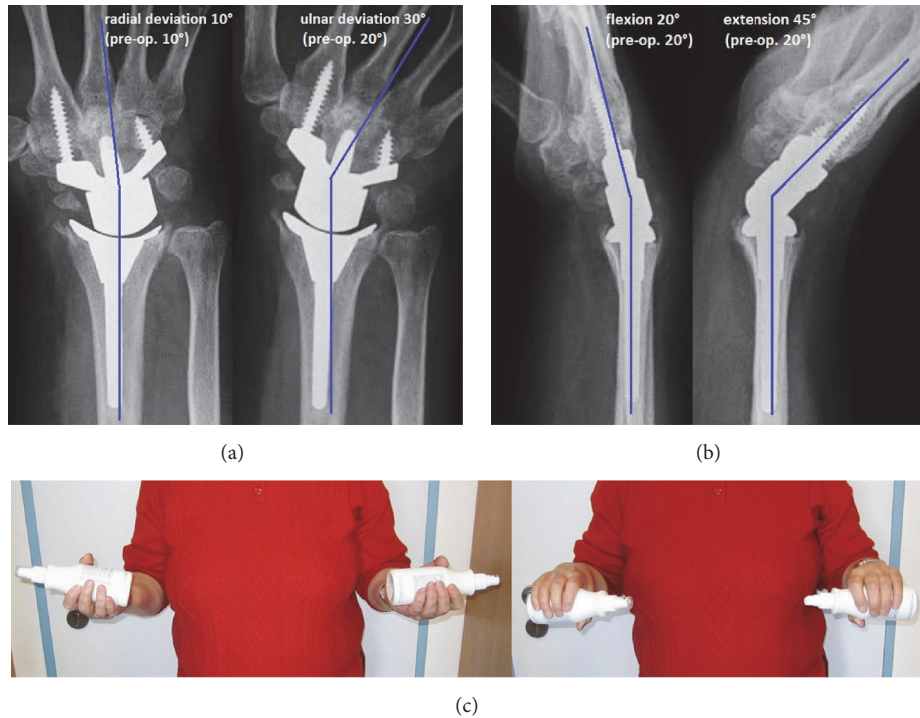 radial deviation 10°
(pre-op. 10°)
ulnar deviation 30°
(pre-op. 20°)
flexion 20°
(pre-op. 20°)
extension 45°
(pre-op. 20°)
(a)
(b)
(c)